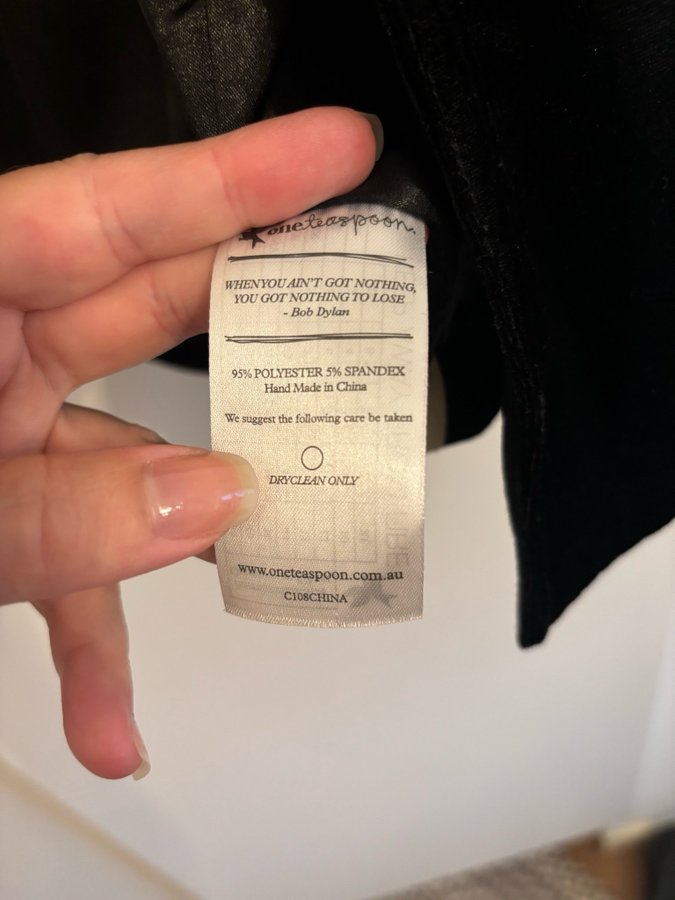 oneteaspoon.
WHEN YOU AIN'T GOT NOTHING,
YOU GOT NOTHING TO LOSE
- Bob Dylan
95% POLYESTER 5% SPANDEX
Hand Made in China
We suggest the following care be taken
DRYCLEAN ONLY
www.oneteaspoon.com.au
C108CHINA